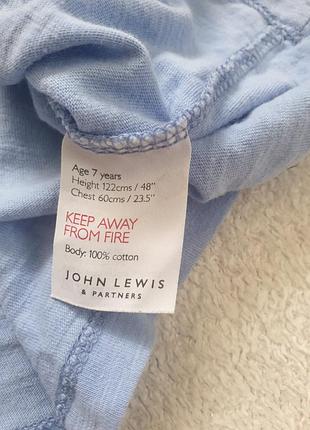 Age 7 years
Height 122cms / 48"
Chest 60cms / 23.5"
KEEP AWAY
FROM FIRE
Body: 100% cotton
JOHN LEWIS
& PARTNERS